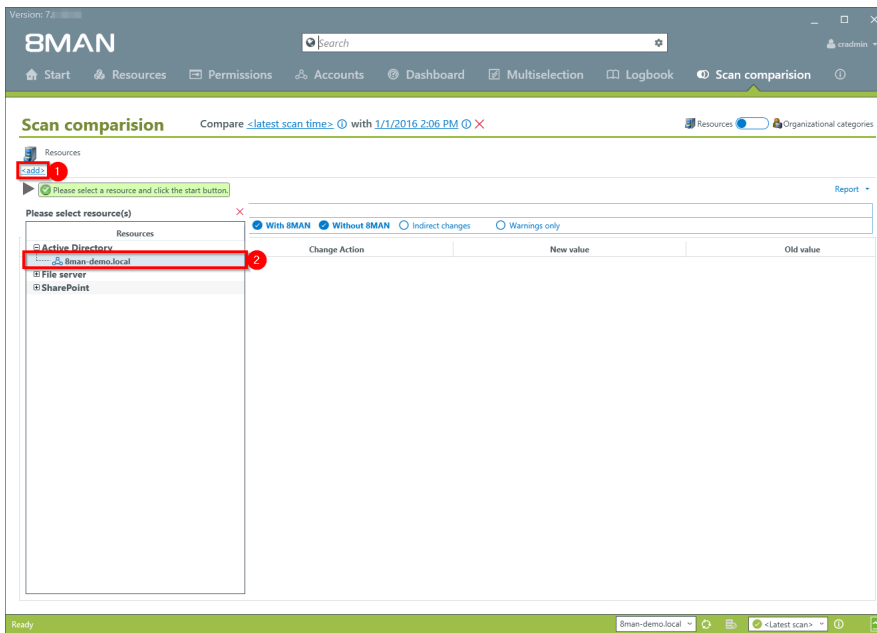 Version: 7.
8MAN
Search
cradmin
Start Resources Permissions Accounts Dashboard Multiselection Logbook Scan comparision
Scan comparision Compare <latest scan time> with 1/1/2016 2:06 PM Resources Organizational categories
Resources
<add> 1
Please select a resource and click the start button. Report
Please select resource(s)
With 8MAN Without 8MAN Indirect changes Warnings only
Resources
Change Action New value Old value
Active Directory
8man-demo.local 2
File server
SharePoint
Ready 8man-demo.local <Latest scan>